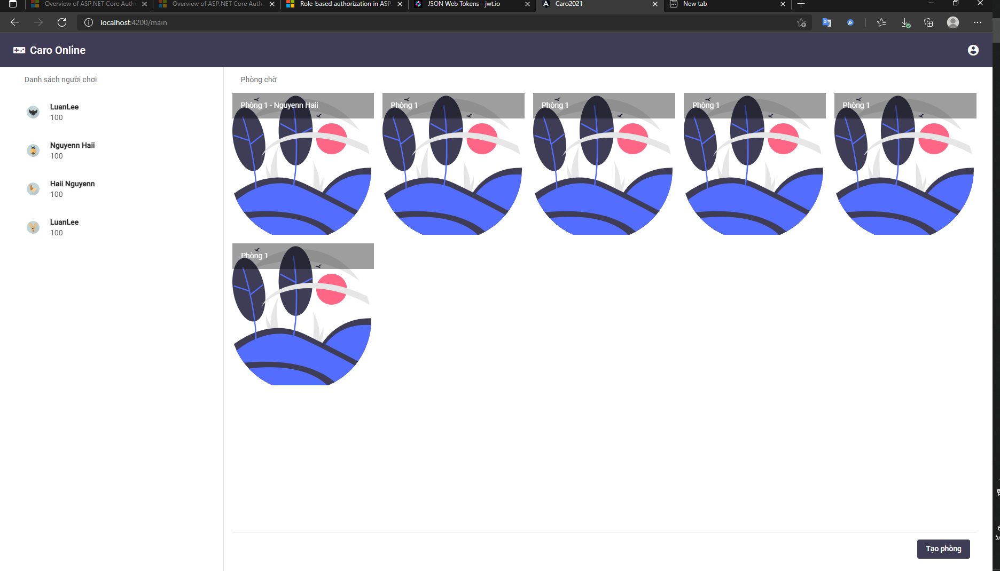 Overview of ASP.NET Core Authe
Overview of ASP.NET Core Authe
Role-based authorization in ASP.
JSON Web Tokens - jwt.io
Caro2021
New tab
localhost:4200/main
Caro Online
Danh sách người chơi
LuanLee
100
Nguyenn Haii
100
Haii Nguyenn
100
LuanLee
100
Phòng chờ
Phòng 1 - Nguyenn Haii
Phòng 1
Phòng 1
Phòng 1
Phòng 1
Phòng 1
Tạo phòng